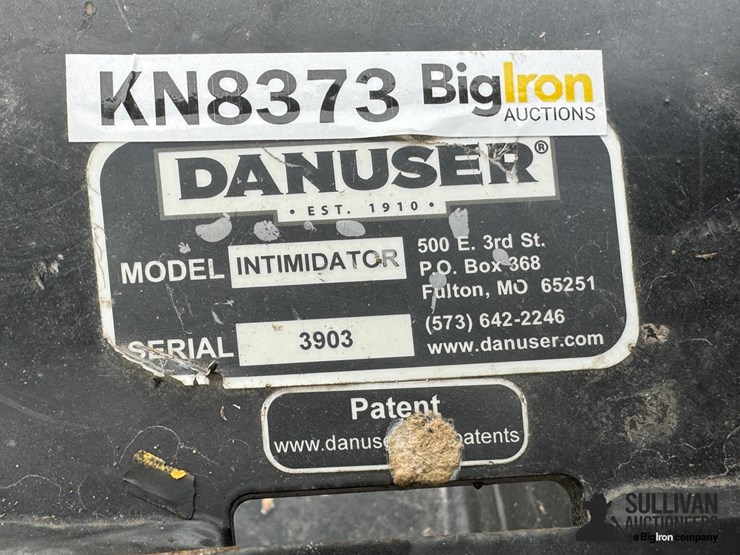 KN8373 BigIron
AUCTIONS
DANUSER®
· EST. 1910 ·
MODEL INTIMIDATOR
500 E. 3rd St.
P.O. Box 368
Fulton, MO 65251
SERIAL 3903
(573) 642-2246
www.danuser.com
Patent
SULLIVAN
AUCTIONEERS
a BigIron company